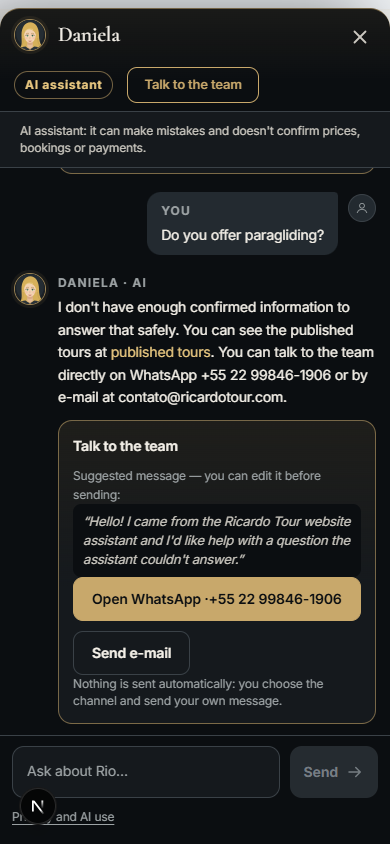 Daniela
AI assistant
Talk to the team
AI assistant: it can make mistakes and doesn't confirm prices,
bookings or payments.
YOU
Do you offer paragliding?
DANIELA · AI
I don't have enough confirmed information to
answer that safely. You can see the published
tours at published tours. You can talk to the team
directly on WhatsApp +55 22 99846-1906 or by
e-mail at contato@ricardotour.com.
Talk to the team
Suggested message — you can edit it before
sending:
“Hello! I came from the Ricardo Tour website
assistant and I'd like help with a question the
assistant couldn't answer.”
Open WhatsApp ·+55 22 99846-1906
Send e-mail
Nothing is sent automatically: you choose the
channel and send your own message.
Ask about Rio...
Send →
N
and AI use